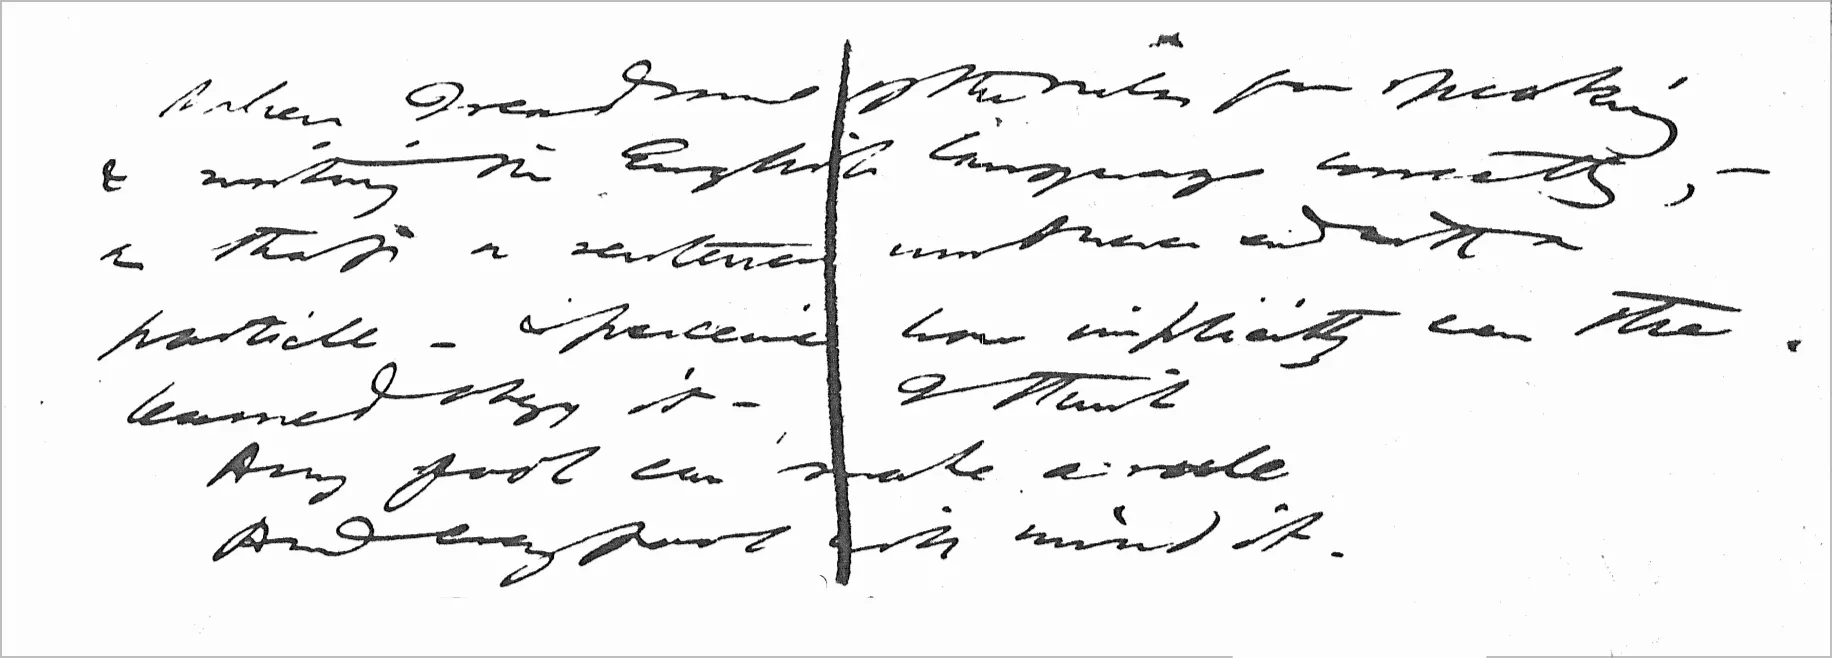 When I read some of the rules for speaking
& writing the English language correctly, –
as that a sentence must never end with a
particle – & perceive how implicitly even the
learned obey it – I think
Any fool can make a rule
And every fool will mind it.